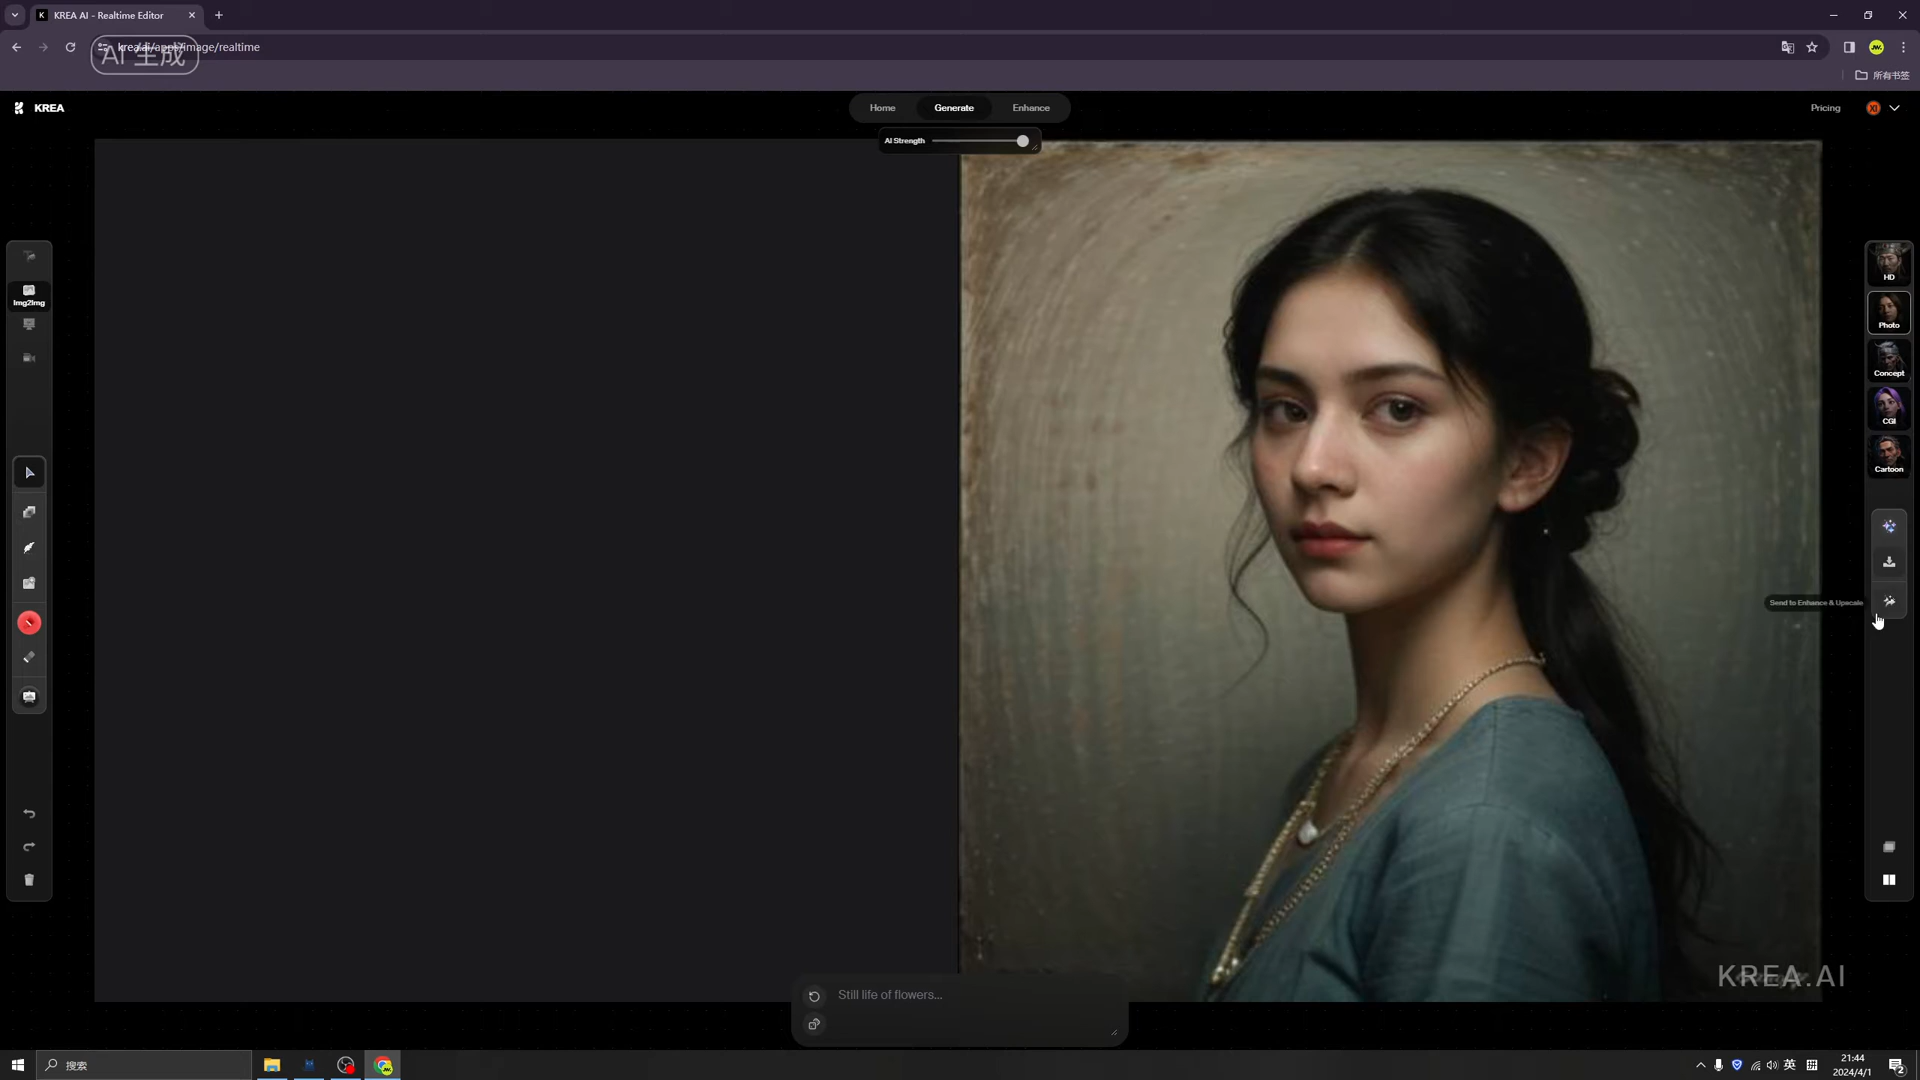 KREA AI - Realtime Editor
krea.ai/apps/image/realtime
AI 生成
所有书签
KREA
Home
Generate
Enhance
Pricing
AI Strength
Img2Img
HD
Photo
Concept
CGI
Cartoon
Send to Enhance & Upscale
KREA.AI
Still life of flowers...
搜索
英
21:44
2024/4/1
2